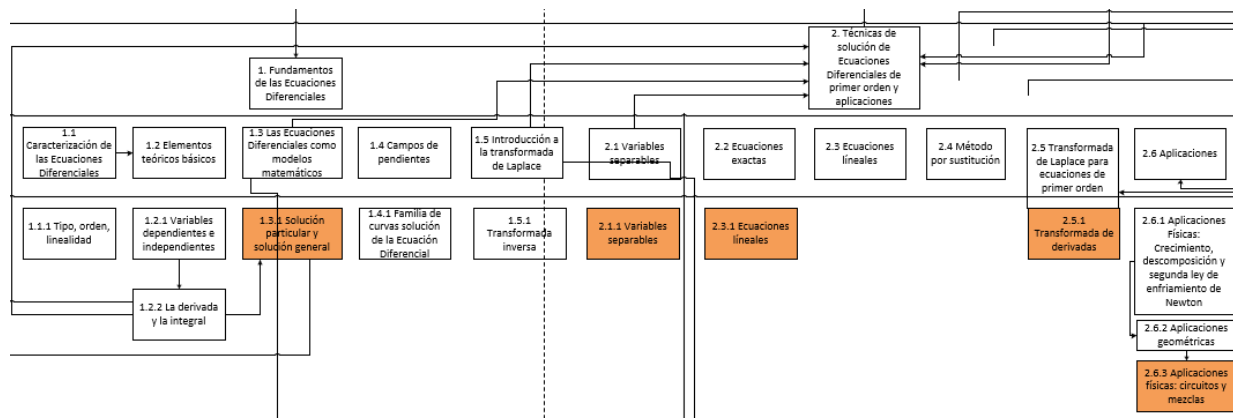 2. Técnicas de
solución de
Ecuaciones
Diferenciales de
primer orden y
aplicaciones
1. Fundamentos
de las Ecuaciones
Diferenciales
1.1
Caracterización de
las Ecuaciones
Diferenciales
1.2 Elementos
teóricos básicos
1.3 Las Ecuaciones
Diferenciales como
modelos
matemáticos
1.4 Campos de
pendientes
1.5 Introducción a
la transformada
de Laplace
2.1 Variables
separables
2.2 Ecuaciones
exactas
2.3 Ecuaciones
líneales
2.4 Método
por sustitución
2.5 Transformada
de Laplace para
ecuaciones de
primer orden
2.6 Aplicaciones
1.1.1 Tipo, orden,
linealidad
1.2.1 Variables
dependientes e
independientes
1.3.1 Solución
particular y
solución general
1.4.1 Familia de
curvas solución
de la Ecuación
Diferencial
1.5.1
Transformada
inversa
2.1.1 Variables
separables
2.3.1 Ecuaciones
líneales
2.5.1
Transformada de
derivadas
2.6.1 Aplicaciones
Físicas:
Crecimiento,
descomposición y
segunda ley de
enfriamiento de
Newton
1.2.2 La derivada
y la integral
2.6.2 Aplicaciones
geométricas
2.6.3 Aplicaciones
físicas: circuitos y
mezclas